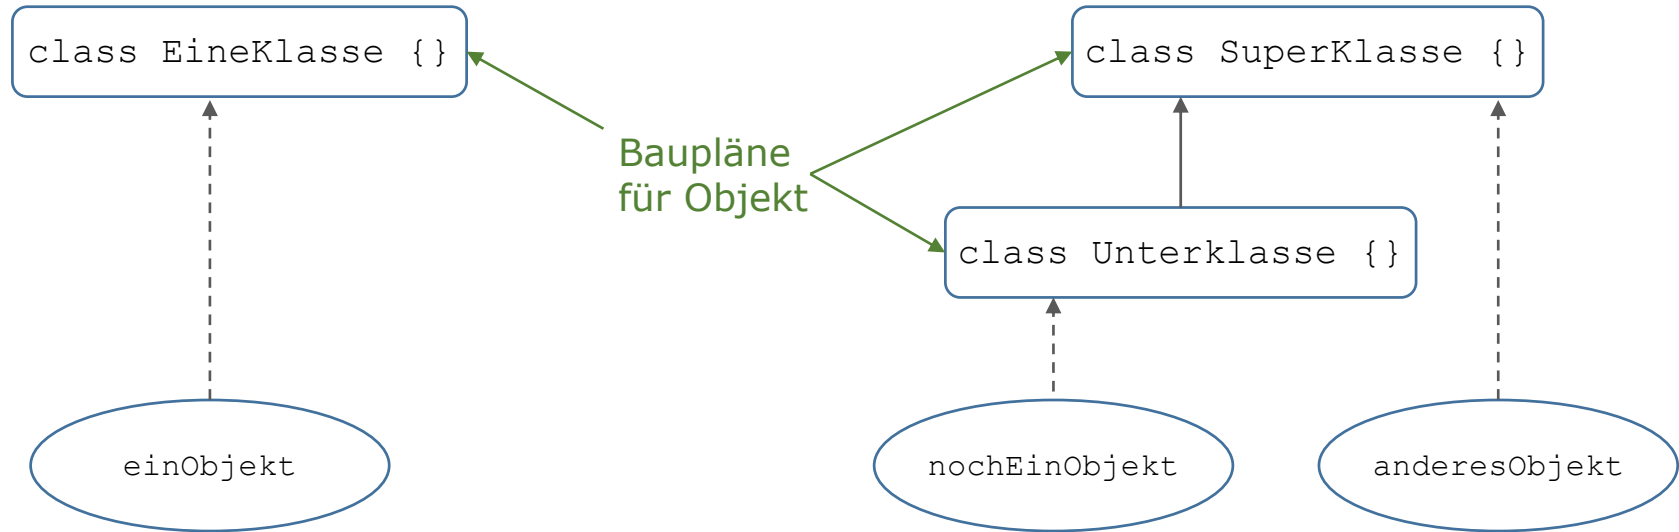 class EineKlasse {}
class SuperKlasse {}
Baupläne
für Objekt
class Unterklasse {}
einObjekt
nochEinObjekt
anderesObjekt